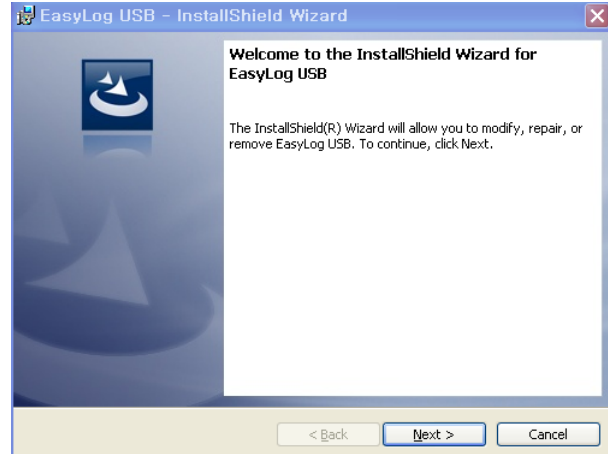 EasyLog USB - InstallShield Wizard
Welcome to the InstallShield Wizard for
EasyLog USB
The InstallShield(R) Wizard will allow you to modify, repair, or
remove EasyLog USB. To continue, click Next.
< Back
Next >
Cancel